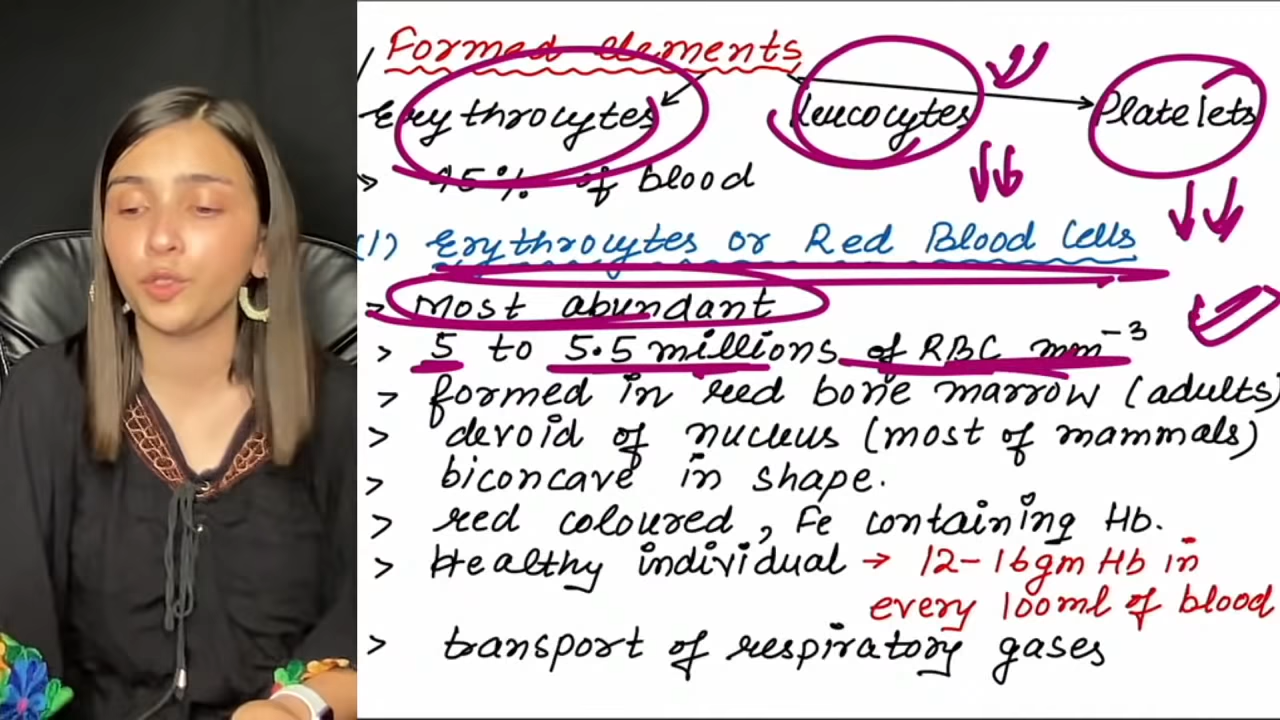 Formed elements
Erythrocytes Leucocytes Platelets
> 45% of blood
(1) Erythrocytes or Red Blood Cells
> Most abundant
> 5 to 5.5 millions of RBC mm⁻³
> formed in red bone marrow (adults)
> devoid of nucleus (most of mammals)
> biconcave in shape.
> red coloured, Fe containing Hb.
> Healthy individual → 12-16gm Hb in
every 100ml of blood
> transport of respiratory gases